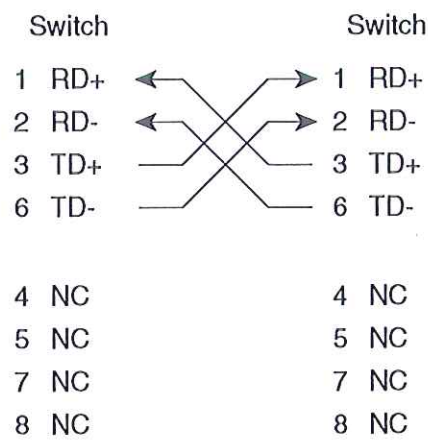 Switch Switch
1 RD+ 1 RD+
2 RD- 2 RD-
3 TD+ 3 TD+
6 TD- 6 TD-
4 NC 4 NC
5 NC 5 NC
7 NC 7 NC
8 NC 8 NC